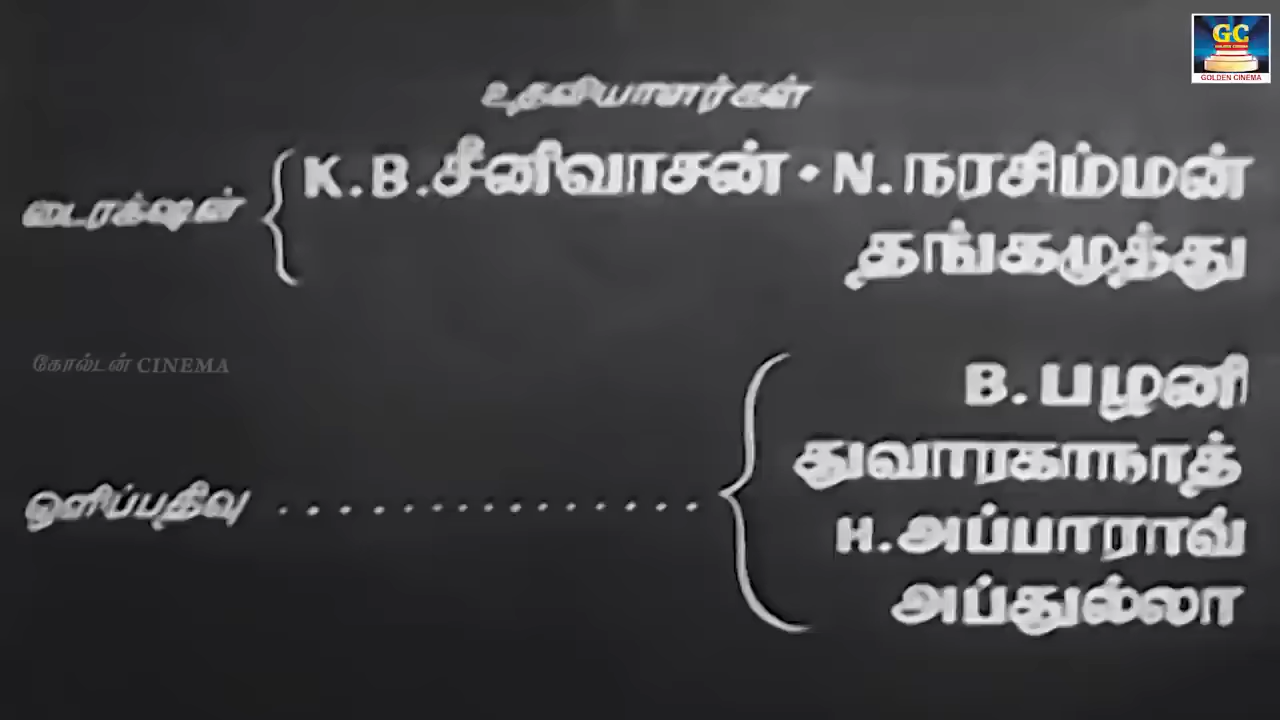 GC
GOLDEN CINEMA
உதவியாளர்கள்
டைரக்‌ஷன் { K.B.சீனிவாசன் • N.நரசிம்மன்
தங்கமுத்து
கோல்டன் CINEMA
B.பழனி
துவாரகாநாத்
ஒளிப்பதிவு ............... {
H.அப்பாராவ்
அப்துல்லா